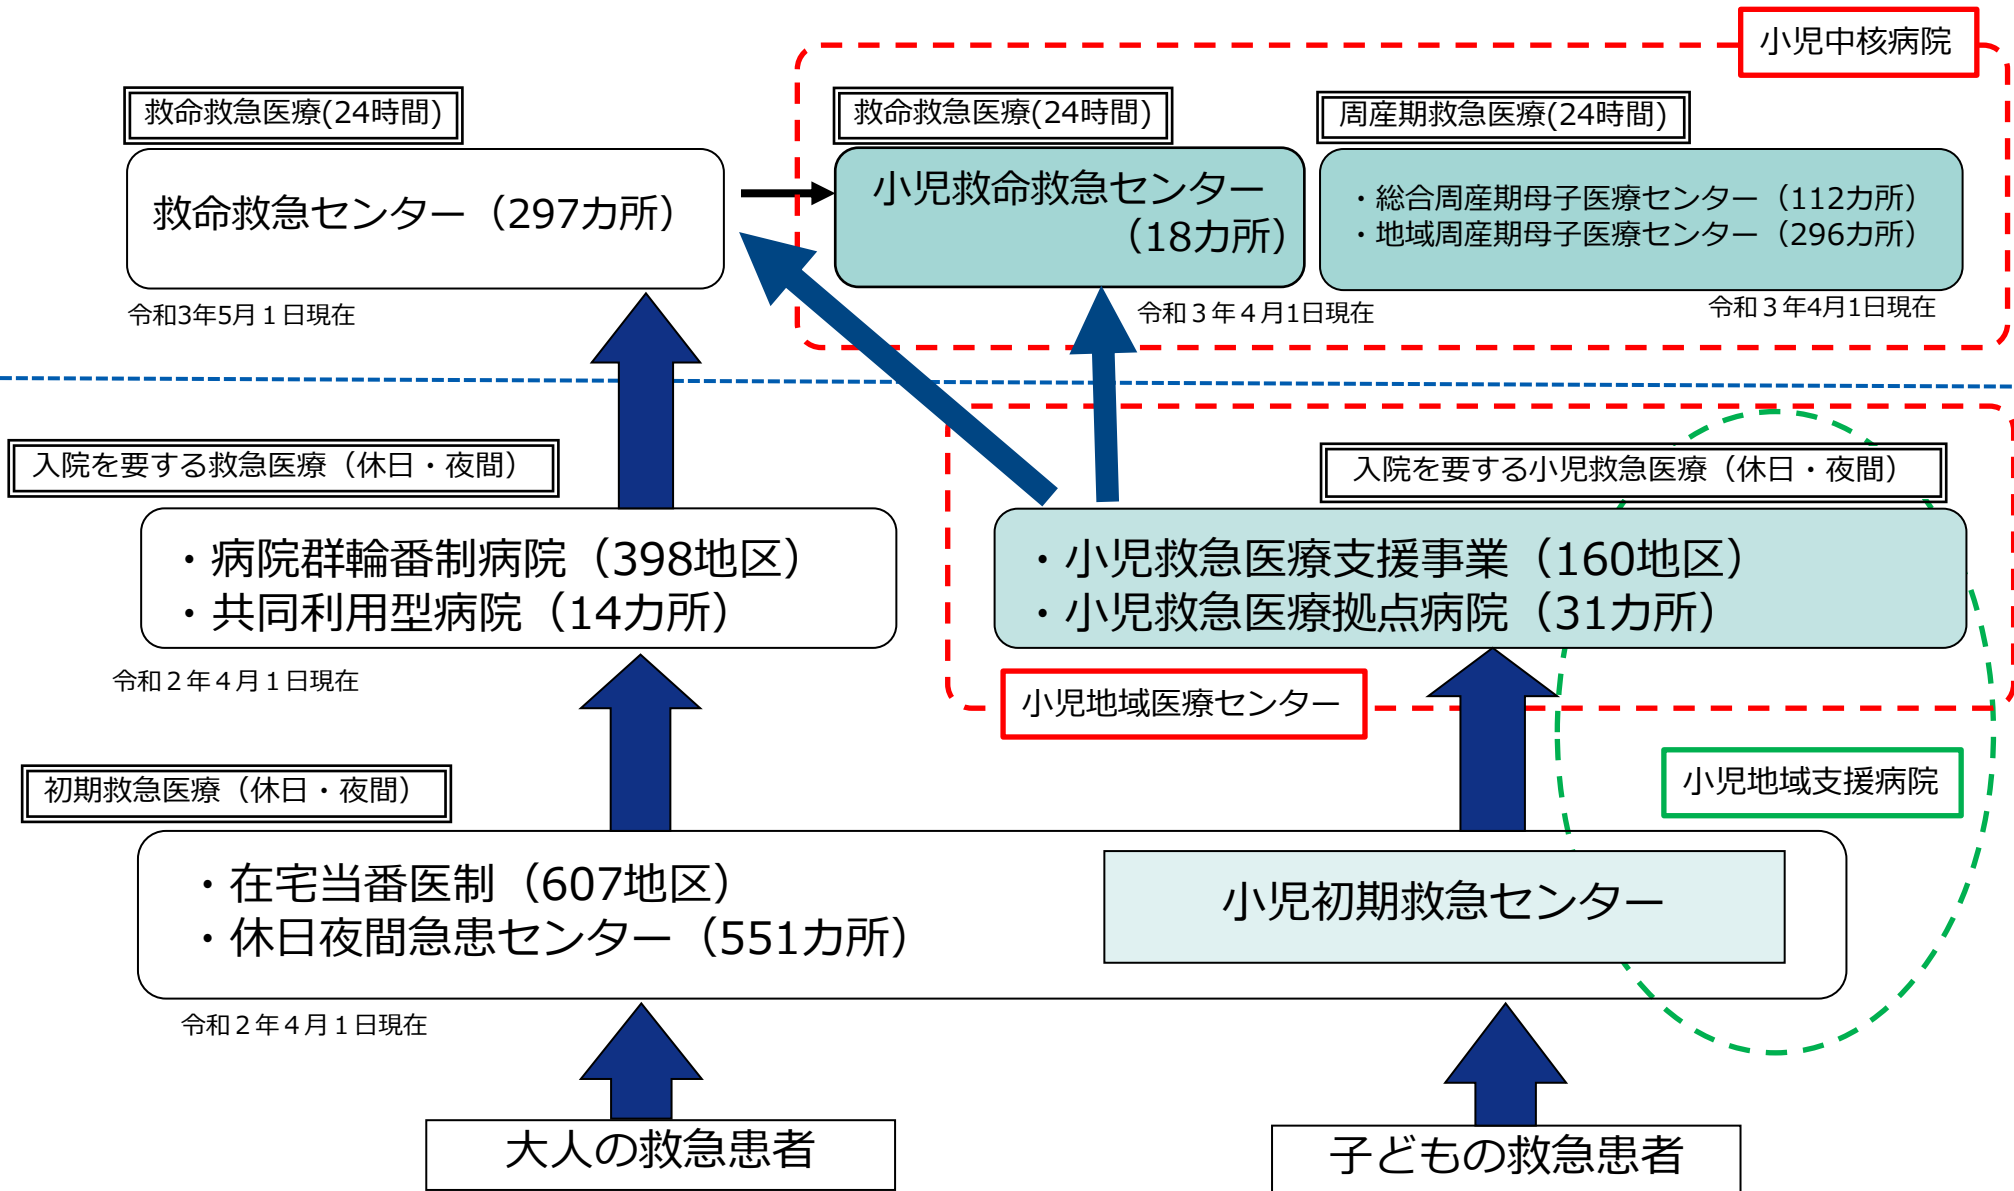 小児中核病院
救命救急医療(24時間)
救命救急医療(24時間)
周産期救急医療(24時間)
救命救急センター（297カ所）
小児救命救急センター
（18カ所）
・総合周産期母子医療センター（112カ所）
・地域周産期母子医療センター（296カ所）
令和3年5月１日現在
令和３年４月1日現在
令和３年4月1日現在
入院を要する救急医療（休日・夜間）
入院を要する小児救急医療（休日・夜間）
・病院群輪番制病院（398地区）
・共同利用型病院（14カ所）
・小児救急医療支援事業（160地区）
・小児救急医療拠点病院（31カ所）
令和２年４月１日現在
小児地域医療センター
初期救急医療（休日・夜間）
小児地域支援病院
・在宅当番医制（607地区）
・休日夜間急患センター（551カ所）
小児初期救急センター
令和２年４月１日現在
大人の救急患者
子どもの救急患者